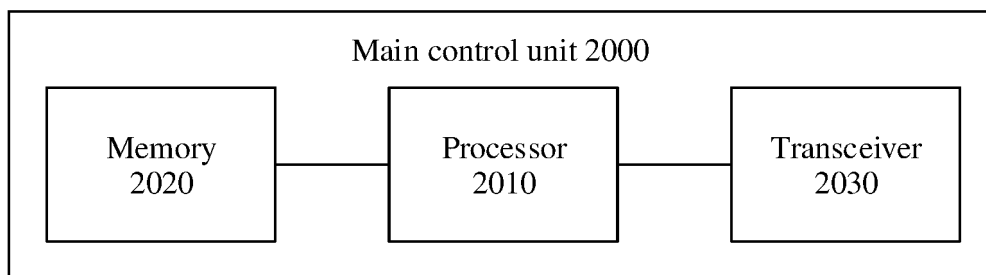 Main control unit 2000
Memory
2020
Processor
2010
Transceiver
2030